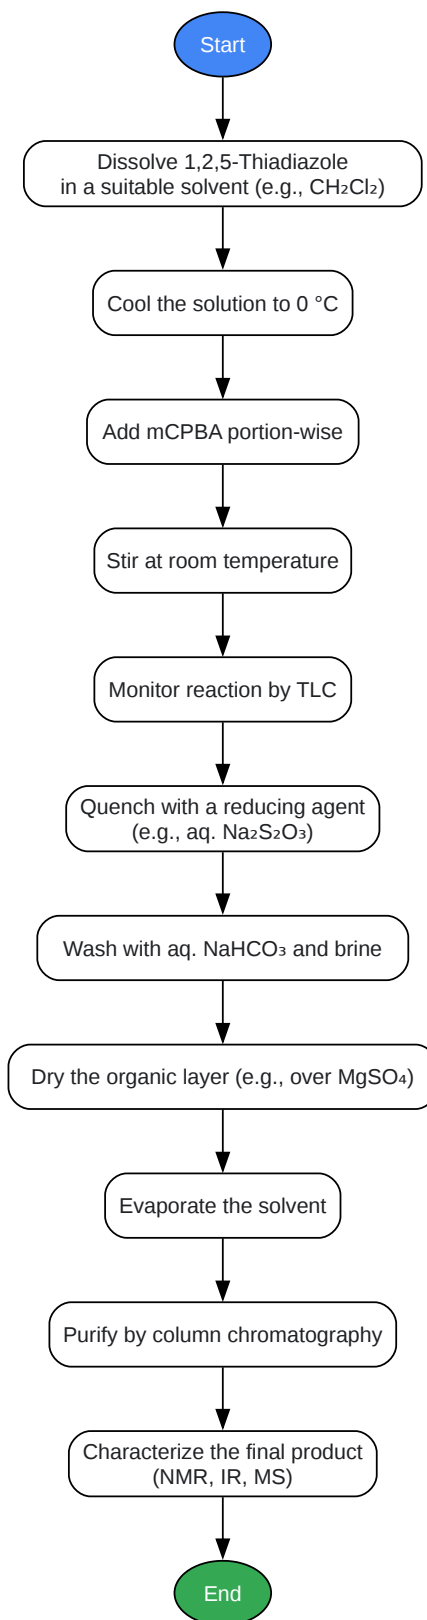 Start
Dissolve 1,2,5-Thiadiazole
in a suitable solvent (e.g., CH₂Cl₂)
Cool the solution to 0 °C
Add mCPBA portion-wise
Stir at room temperature
Monitor reaction by TLC
Quench with a reducing agent
(e.g., aq. Na₂S₂O₃)
Wash with aq. NaHCO₃ and brine
Dry the organic layer (e.g., over MgSO₄)
Evaporate the solvent
Purify by column chromatography
Characterize the final product
(NMR, IR, MS)
End